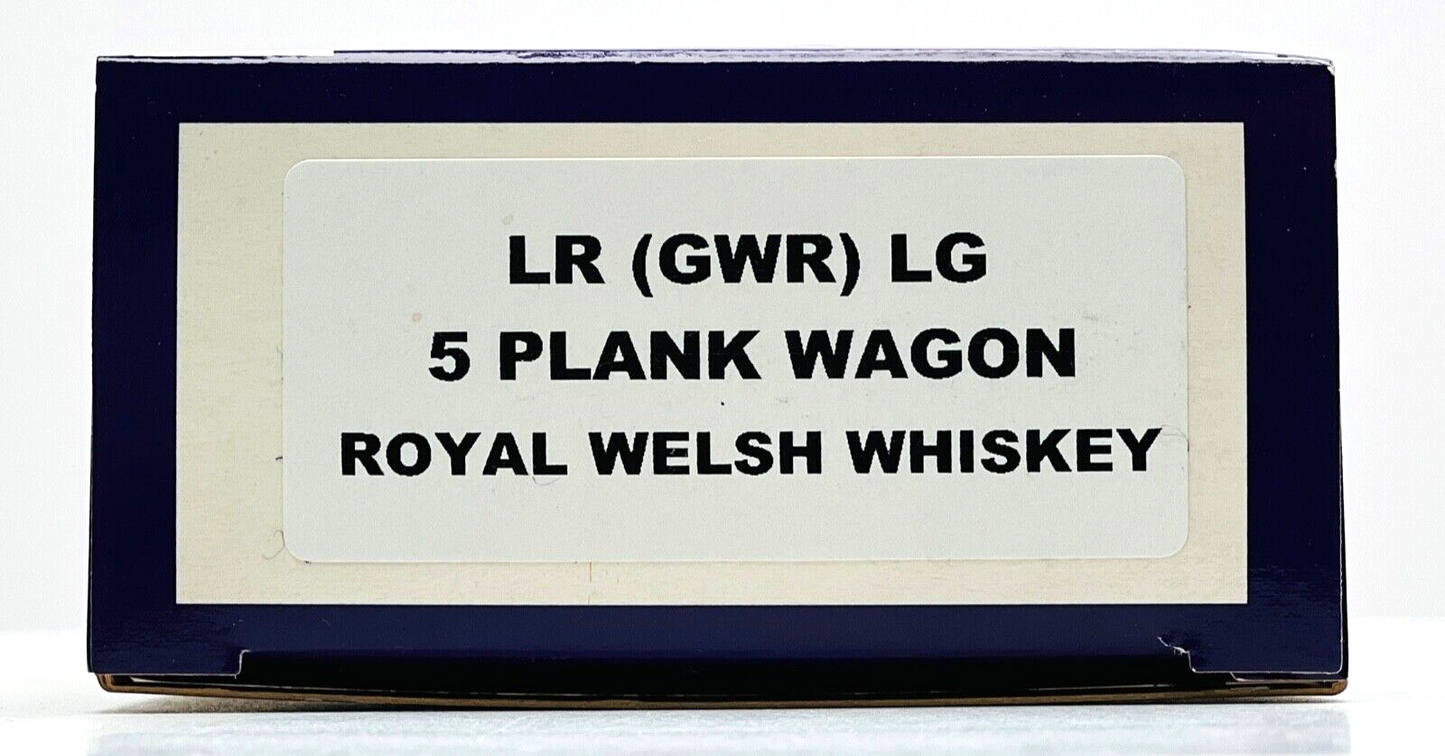 LR (GWR) LG
5 PLANK WAGON
ROYAL WELSH WHISKEY